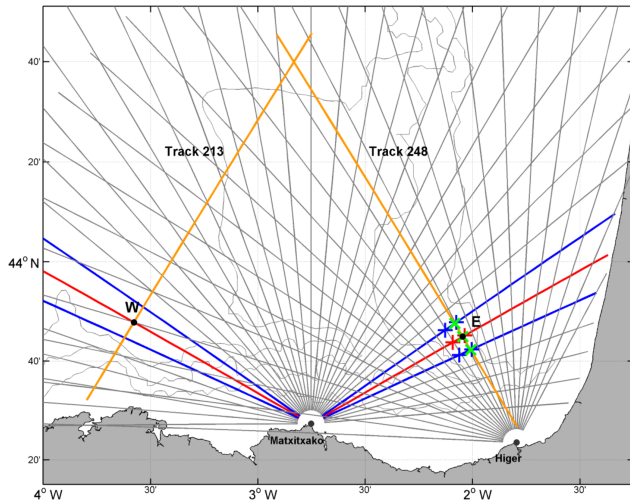 40'
Track 213
Track 248
20'
44° N
W
E
40'
Matxitxako
Higer
20'
4° W
30'
3° W
30'
2° W
30'